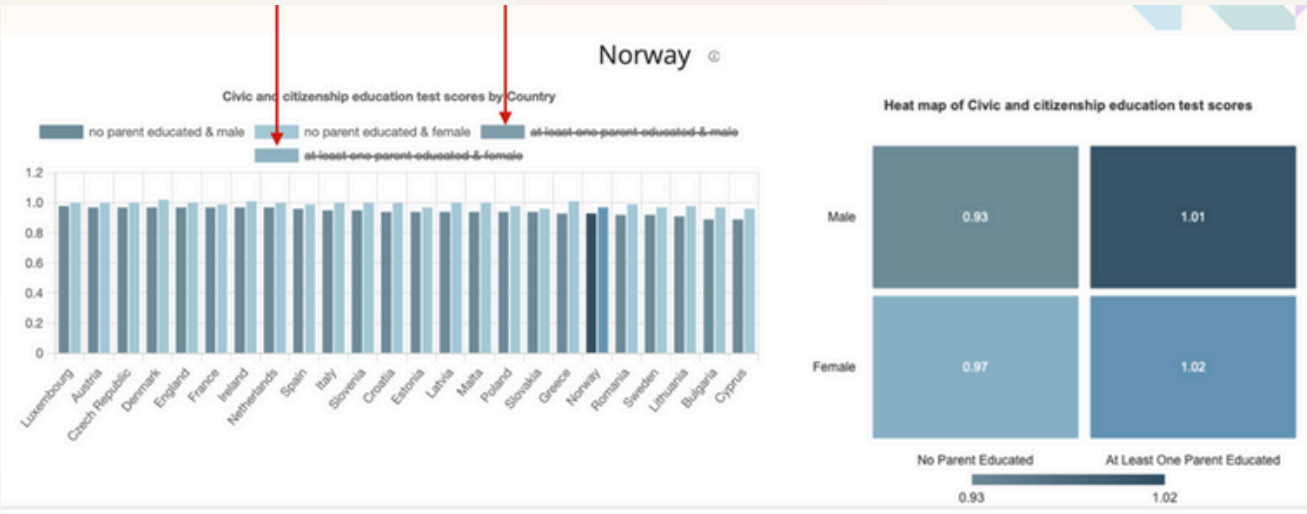 Norway
Civic and citizenship education test scores by Country
no parent educated & male
no parent educated & female
at least one parent educated & male
at least one parent educated & female
1.2
1.0
0.8
0.6
0.4
0.2
0
Luxembourg
Austria
Czech Republic
Denmark
England
France
Ireland
Netherlands
Spain
Italy
Slovenia
Croatia
Estonia
Latvia
Malta
Poland
Slovakia
Greece
Norway
Romania
Sweden
Lithuania
Bulgaria
Cyprus
Heat map of Civic and citizenship education test scores
Male
0.93
1.01
Female
0.97
1.02
No Parent Educated
At Least One Parent Educated
0.93
1.02